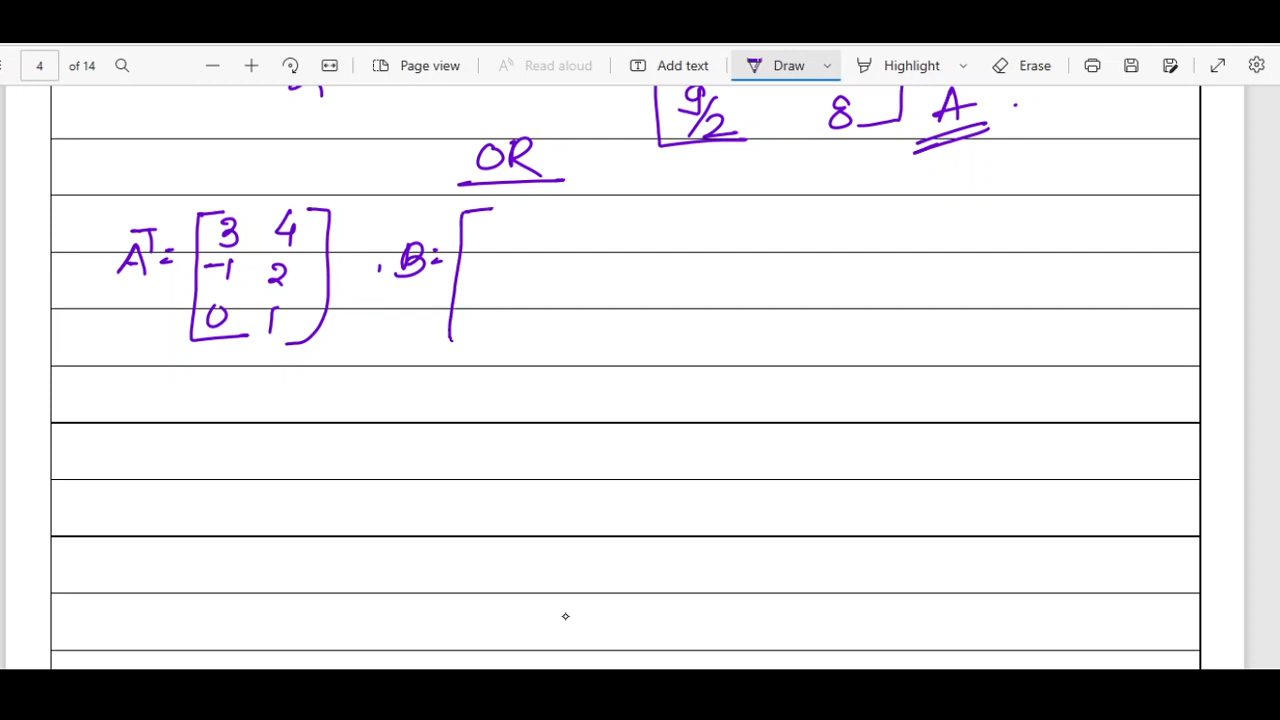 4 of 14 Page view Read aloud Add text Draw Highlight Erase
9/2 8 A .
OR
Aᵀ= [3 4 , B= [
-1 2
0 1]